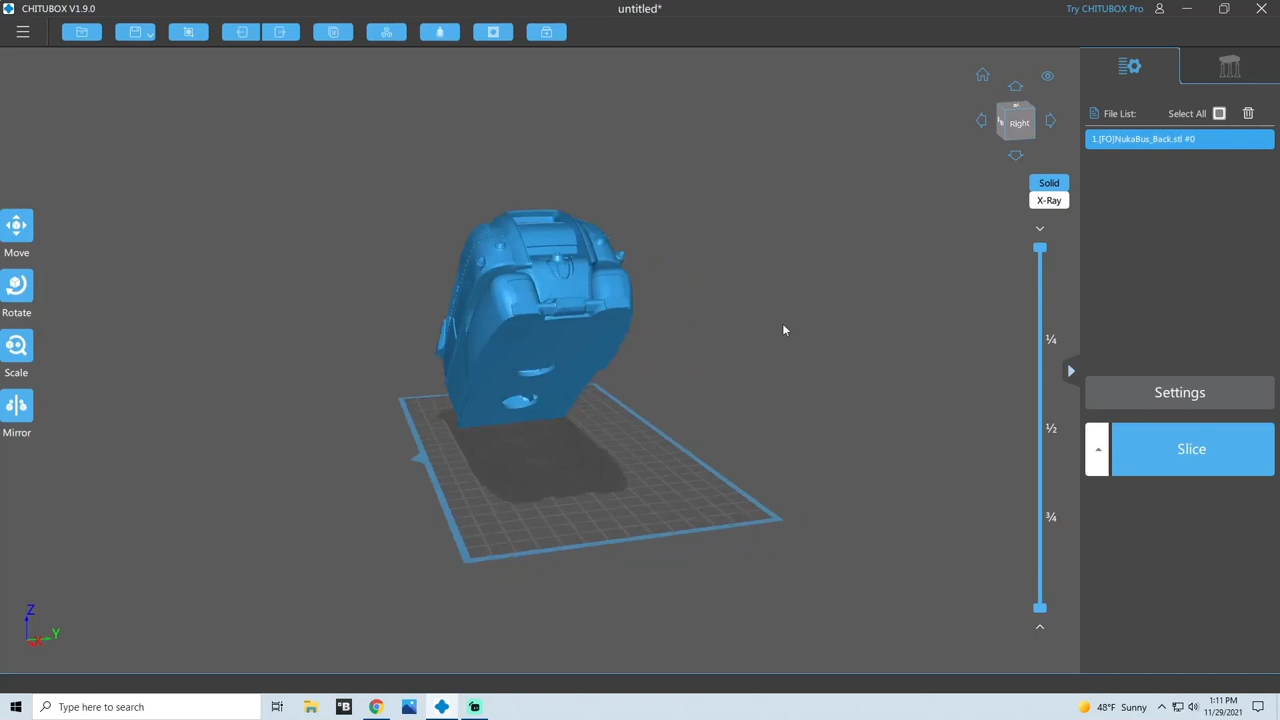 CHITUBOX V1.9.0
untitled*
Try CHITUBOX Pro
File List:
Select All
1.[FO]NukaBus_Back.stl #0
Right
Solid
X-Ray
Move
Rotate
Scale
Mirror
¼
½
¾
Settings
Slice
Z
X
Y
Type here to search
48°F Sunny
1:11 PM
11/29/2021